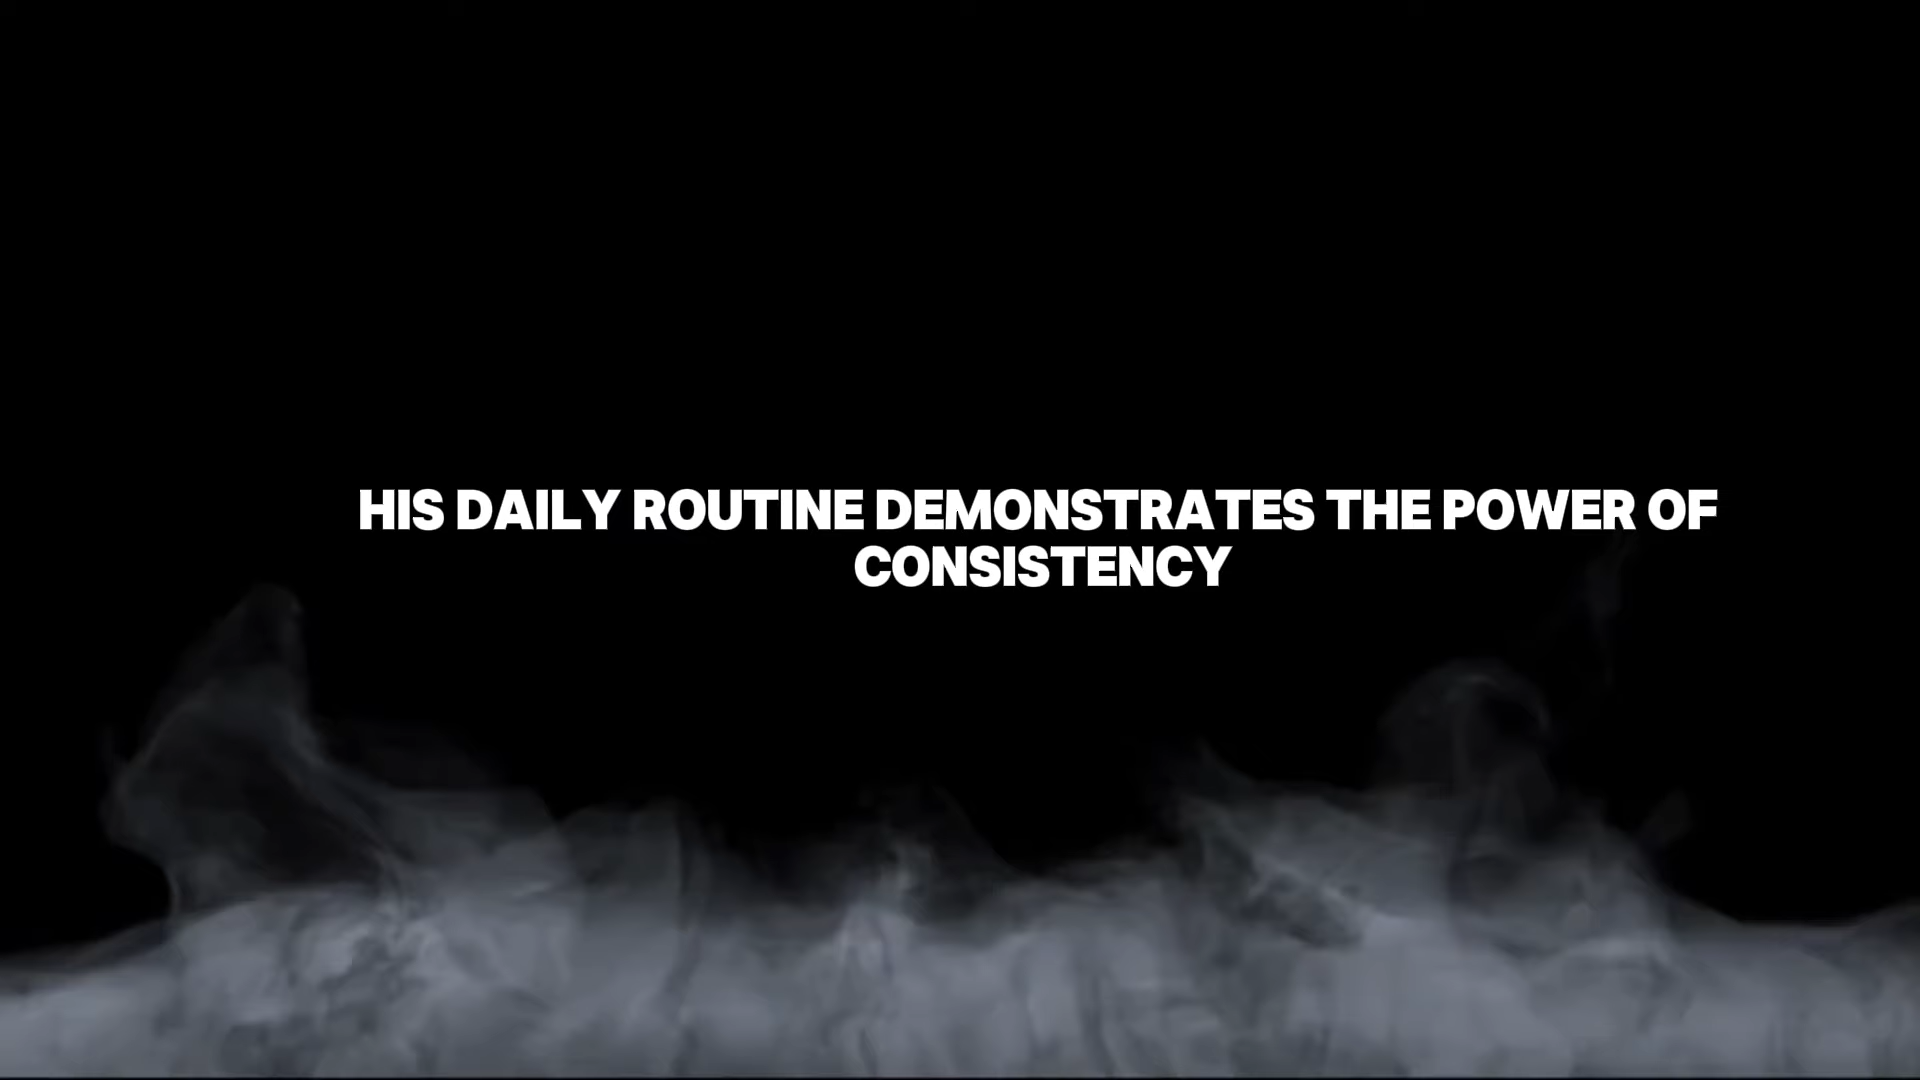 HIS DAILY ROUTINE DEMONSTRATES THE POWER OF
CONSISTENCY